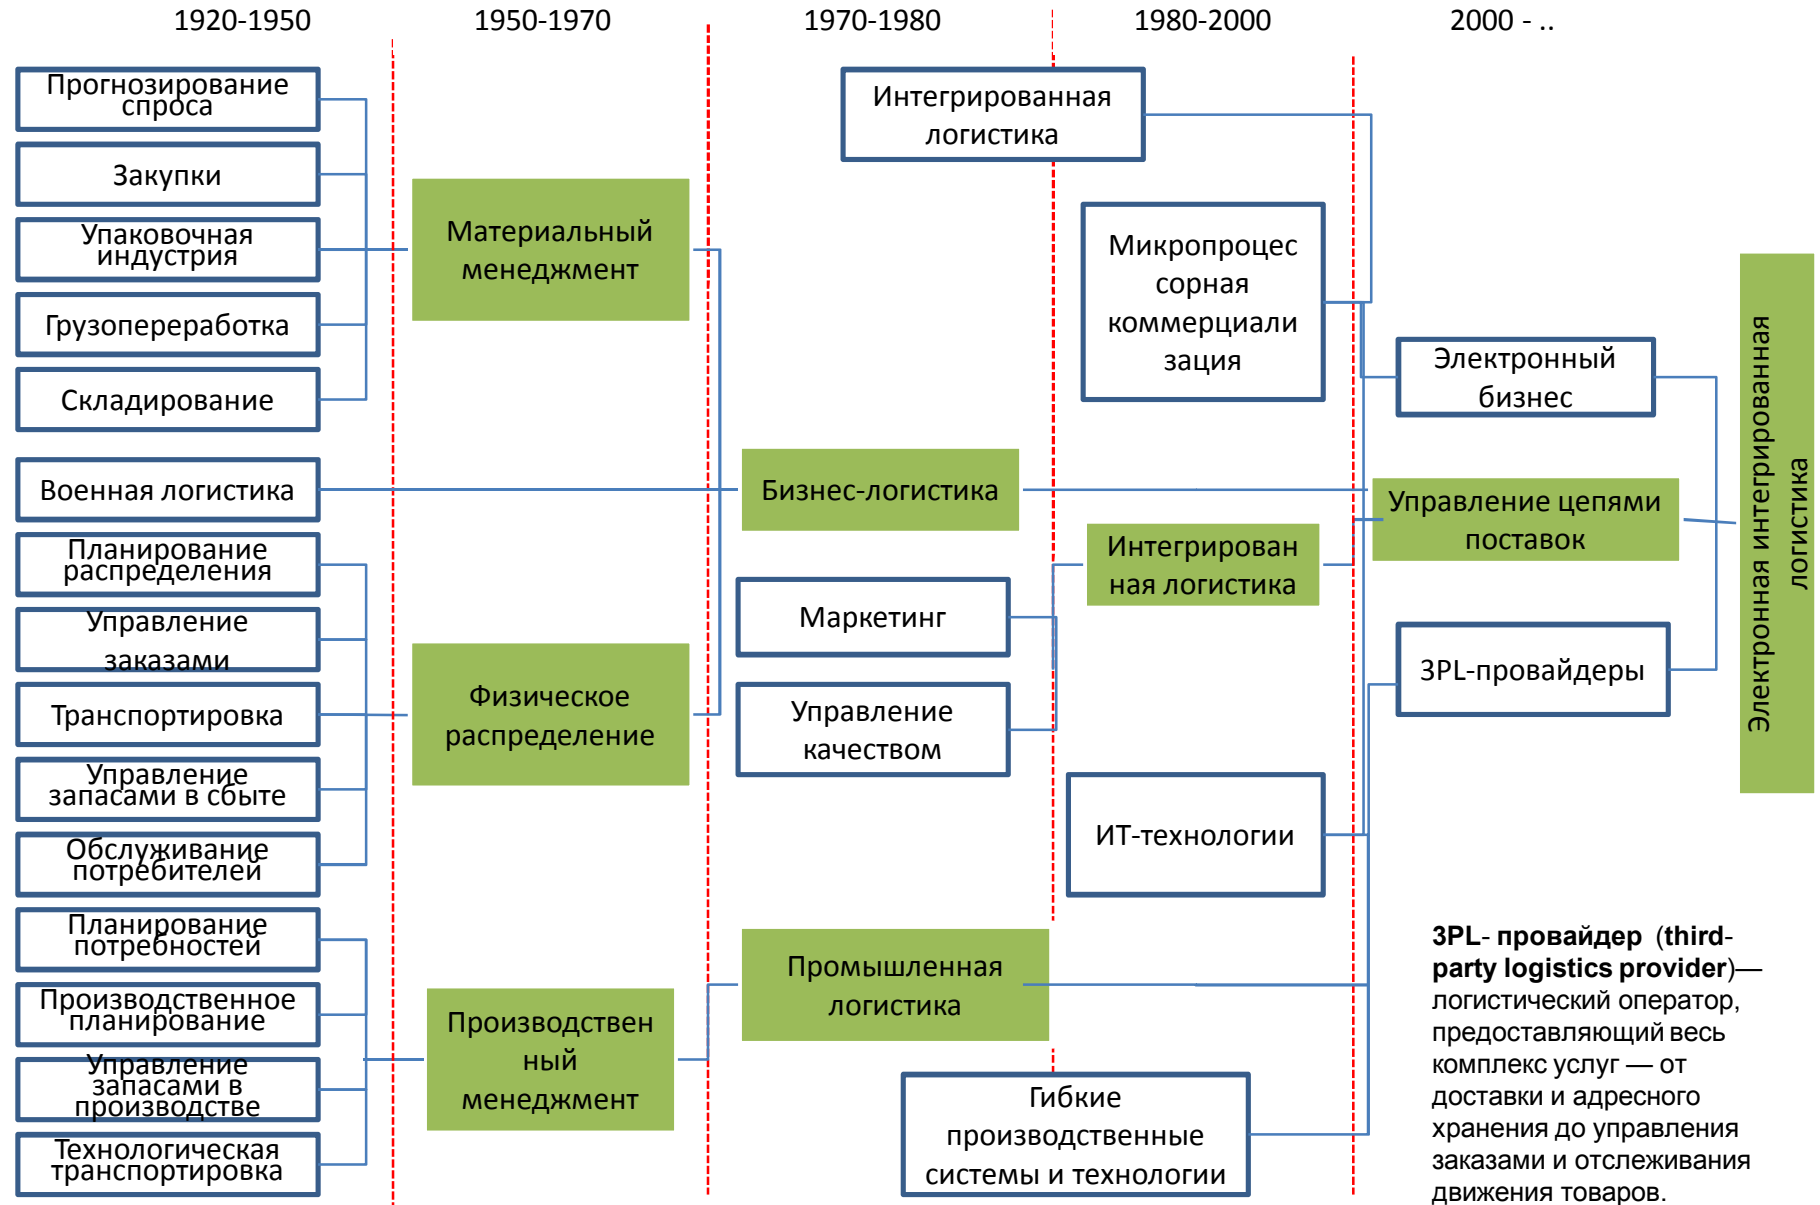 1920-1950
1950-1970
1970-1980
1980-2000
2000 - ..
Прогнозирование
спроса
Закупки
Упаковочная
индустрия
Грузопереработка
Складирование
Военная логистика
Планирование
распределения
Управление
заказами
Транспортировка
Управление
запасами в сбыте
Обслуживание
потребителей
Планирование
потребностей
Производственное
планирование
Управление
запасами в
производстве
Технологическая
транспортировка
Материальный
менеджмент
Физическое
распределение
Производствен
ный
менеджмент
Интегрированная
логистика
Бизнес-логистика
Маркетинг
Управление
качеством
Промышленная
логистика
Гибкие
производственные
системы и технологии
Микропроцес
сорная
коммерциали
зация
Интегрирован
ная логистика
ИТ-технологии
Электронный
бизнес
Управление цепями
поставок
3PL-провайдеры
Электронная интегрированная
логистика
3PL- провайдер (third-
party logistics provider)—
логистический оператор,
предоставляющий весь
комплекс услуг — от
доставки и адресного
хранения до управления
заказами и отслеживания
движения товаров.